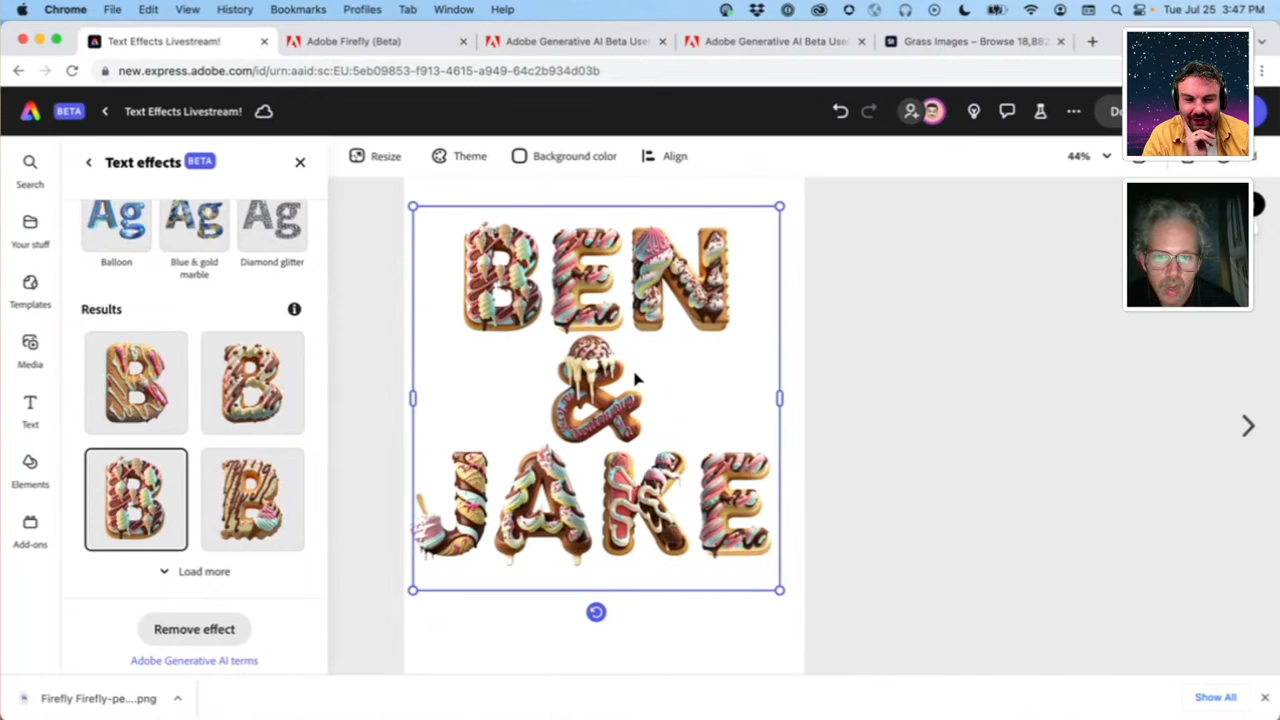 Chrome File Edit View History Bookmarks Profiles Tab Window Help Tue Jul 25 3:47 PM
Text Effects Livestream! Adobe Firefly (Beta) Adobe Generative AI Beta Use Adobe Generative AI Beta Use Grass Images – Browse 18,882
new.express.adobe.com/id/urn:aaid:sc:EU:5eb09853-f913-4615-a949-64c2b934d03b
BETA Text Effects Livestream!
Text effects BETA
Resize Theme Background color Align 44%
Search
Your stuff
Templates
Media
Text
Elements
Add-ons
Ag Ag Ag
Balloon Blue & gold marble Diamond glitter
Results
B B
B B
Load more
Remove effect
Adobe Generative AI terms
BEN
&
JAKE
Firefly Firefly-pe....png Show All